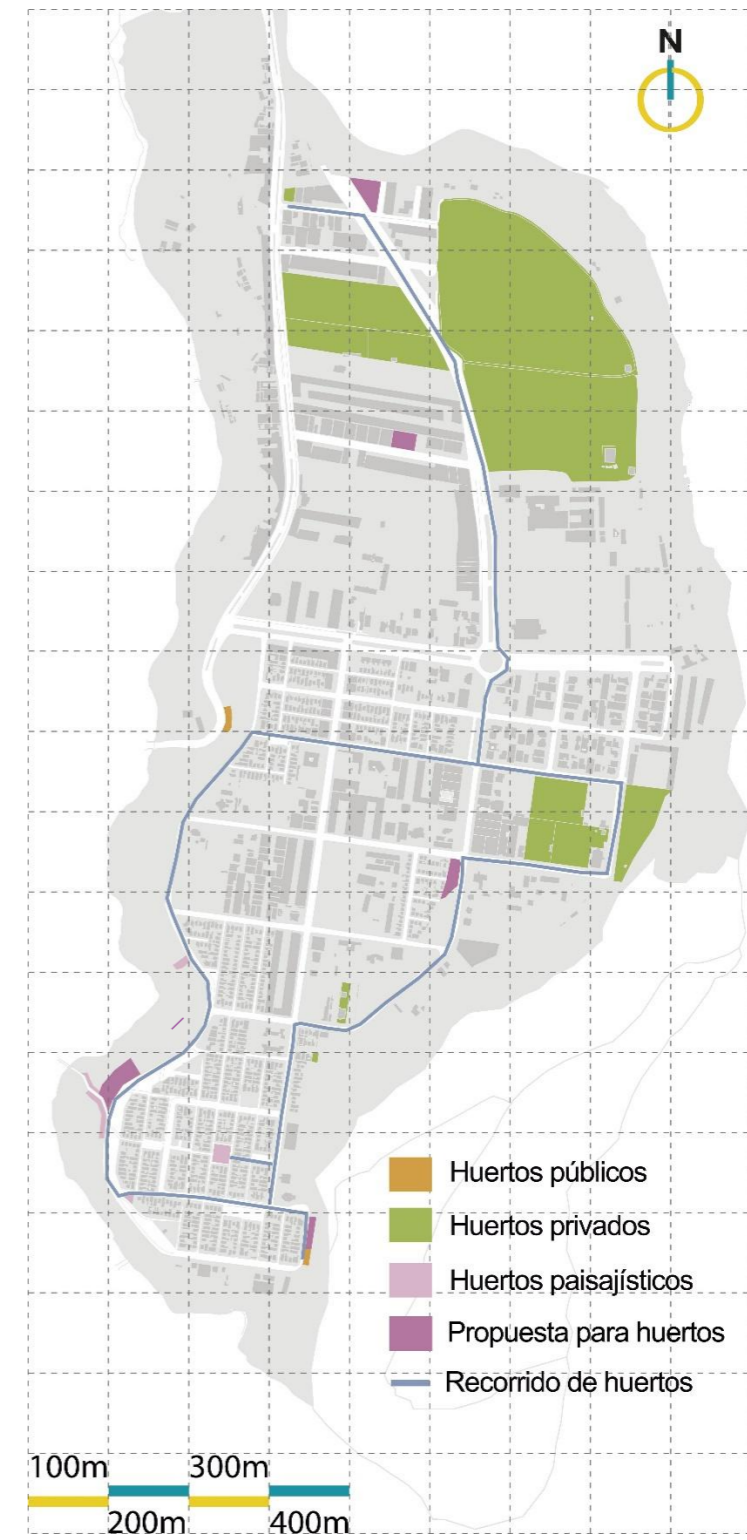 N
Huertos públicos
Huertos privados
Huertos paisajísticos
Propuesta para huertos
Recorrido de huertos
100m 300m
200m 400m